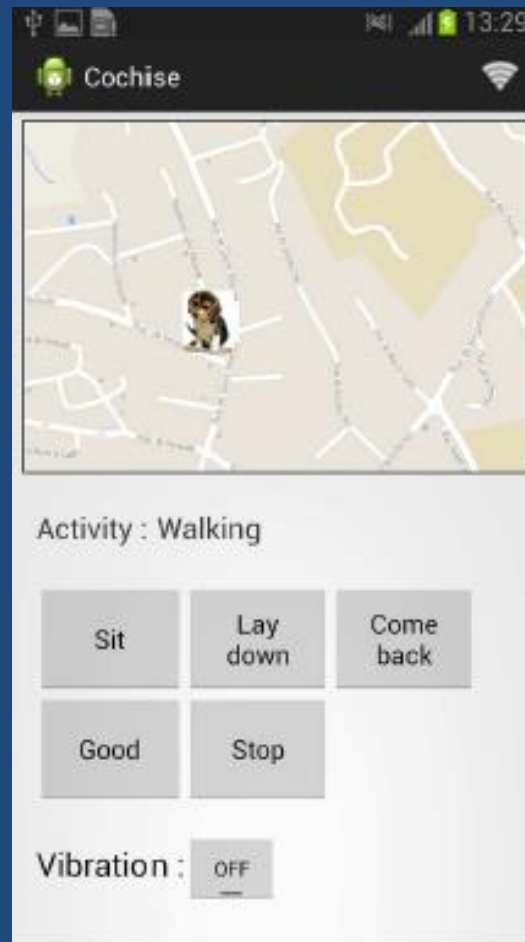 13:29
Cochise
Activity : Walking
Sit
Lay
down
Come
back
Good
Stop
Vibration :
OFF